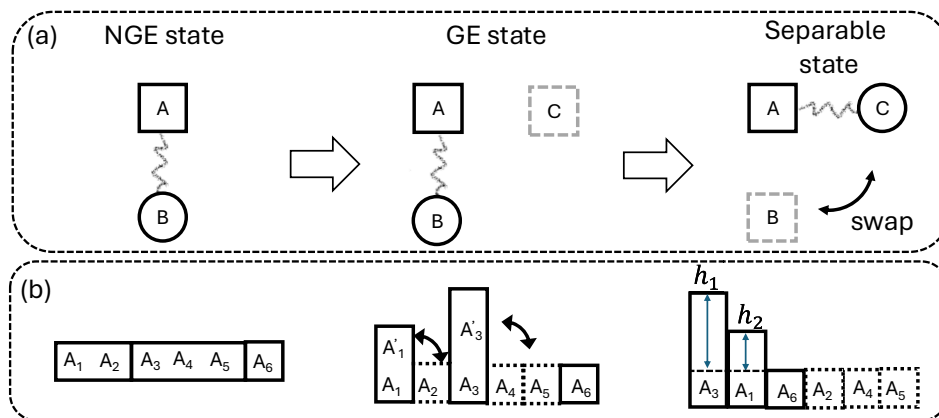 (a) NGE state GE state Separable state
A A C A C
B B B swap
(b) h₁ h₂
A'₁ A'₃
A₁ A₂ A₃ A₄ A₅ A₆ A₁ A₂ A₃ A₄ A₅ A₆ A₃ A₁ A₆ A₂ A₄ A₅